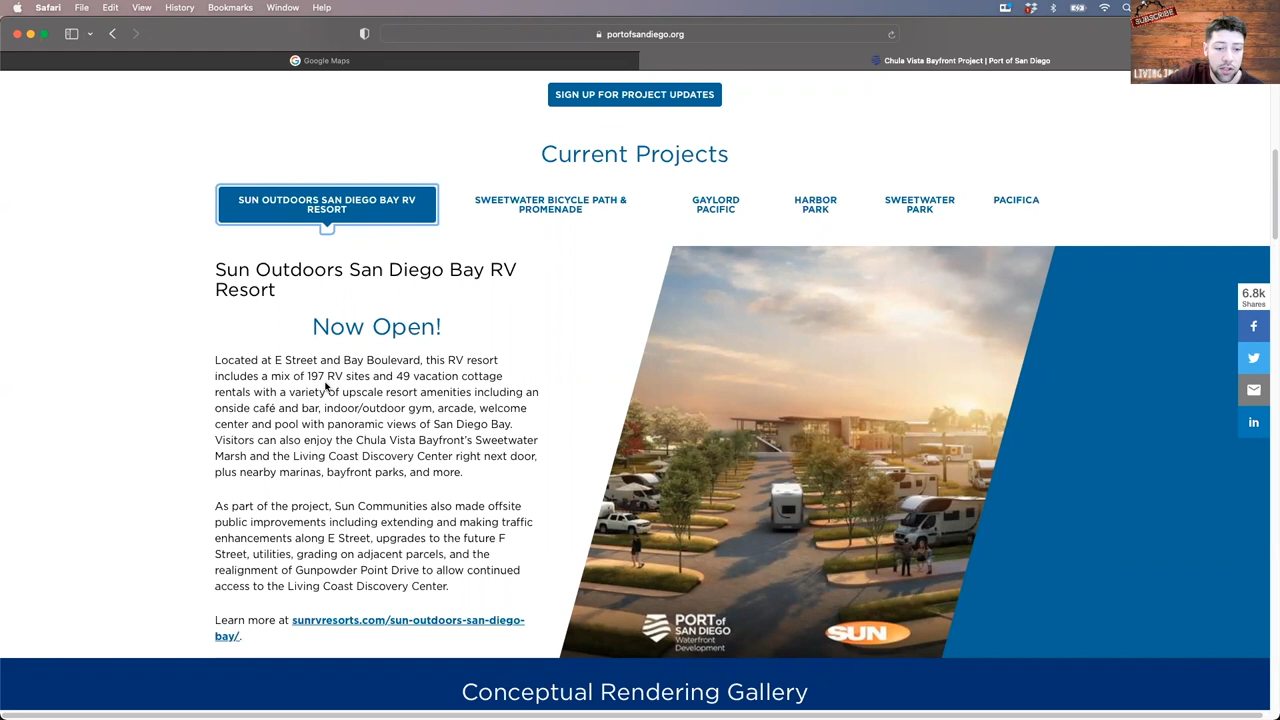 Safari File Edit View History Bookmarks Window Help
portofsandiego.org
Google Maps
Chula Vista Bayfront Project | Port of San Diego
SUBSCRIBE
SIGN UP FOR PROJECT UPDATES
Current Projects
SUN OUTDOORS SAN DIEGO BAY RV
RESORT
SWEETWATER BICYCLE PATH &
PROMENADE
GAYLORD
PACIFIC
HARBOR
PARK
SWEETWATER
PARK
PACIFICA
Sun Outdoors San Diego Bay RV
Resort
Now Open!
Located at E Street and Bay Boulevard, this RV resort
includes a mix of 197 RV sites and 49 vacation cottage
rentals with a variety of upscale resort amenities including an
onside café and bar, indoor/outdoor gym, arcade, welcome
center and pool with panoramic views of San Diego Bay.
Visitors can also enjoy the Chula Vista Bayfront's Sweetwater
Marsh and the Living Coast Discovery Center right next door,
plus nearby marinas, bayfront parks, and more.
As part of the project, Sun Communities also made offsite
public improvements including extending and making traffic
enhancements along E Street, upgrades to the future F
Street, utilities, grading on adjacent parcels, and the
realignment of Gunpowder Point Drive to allow continued
access to the Living Coast Discovery Center.
Learn more at sunrvresorts.com/sun-outdoors-san-diego-
bay/.
PORT of
SAN DIEGO
Waterfront
Development
SUN
6.8k
Shares
Conceptual Rendering Gallery